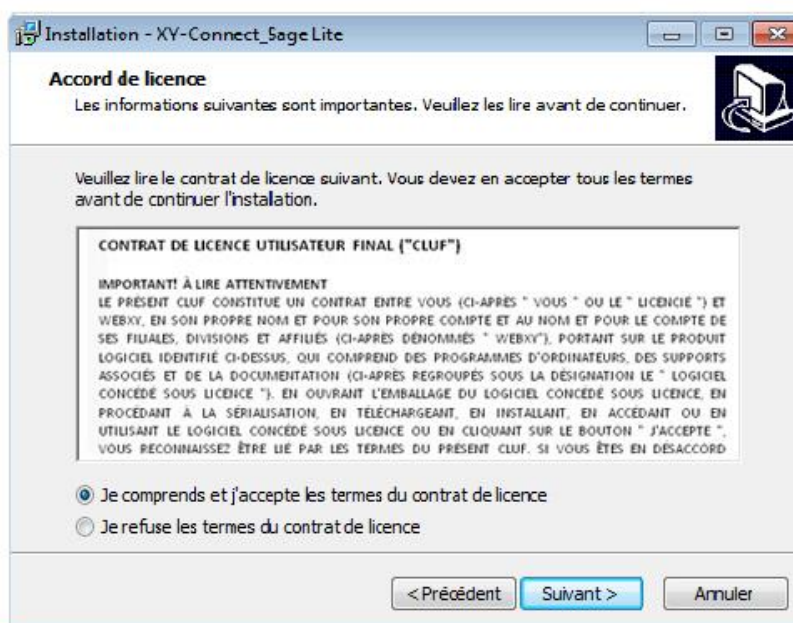 Installation - XY-Connect_SageLite
Accord de licence
Les informations suivantes sont importantes. Veuillez les lire avant de continuer.
Veuillez lire le contrat de licence suivant. Vous devez en accepter tous les termes
avant de continuer l'installation.
CONTRAT DE LICENCE UTILISATEUR FINAL ("CLUF")
IMPORTANT! À LIRE ATTENTIVEMENT
LE PRÉSENT CLUF CONSTITUE UN CONTRAT ENTRE VOUS (CI-APRÈS " VOUS " OU LE " LICENCIÉ ") ET
WEBXY, EN SON PROPRE NOM ET POUR SON PROPRE COMPTE ET AU NOM ET POUR LE COMPTE DE
SES FILIALES, DIVISIONS ET AFFILIÉS (CI-APRÈS DÉNOMMÉS " WEBXY"), PORTANT SUR LE PRODUIT
LOGICIEL IDENTIFIÉ CI-DESSUS, QUI COMPREND DES PROGRAMMES D'ORDINATEURS, DES SUPPORTS
ASSOCIÉS ET DE LA DOCUMENTATION (CI-APRÈS REGROUPÉS SOUS LA DÉSIGNATION LE " LOGICIEL
CONCÉDÉ SOUS LICENCE "). EN OUVRANT L'EMBALLAGE DU LOGICIEL CONCÉDÉ SOUS LICENCE, EN
PROCÉDANT À LA SÉRIALISATION, EN TÉLÉCHARGEANT, EN INSTALLANT, EN ACCÉDANT OU EN
UTILISANT LE LOGICIEL CONCÉDÉ SOUS LICENCE OU EN CLIQUANT SUR LE BOUTON " J'ACCEPTE ",
VOUS RECONNAISSEZ ÊTRE LIÉ PAR LES TERMES DU PRÉSENT CLUF. SI VOUS ÊTES EN DÉSACCORD
Je comprends et j'accepte les termes du contrat de licence
Je refuse les termes du contrat de licence
< Précédent
Suivant >
Annuler